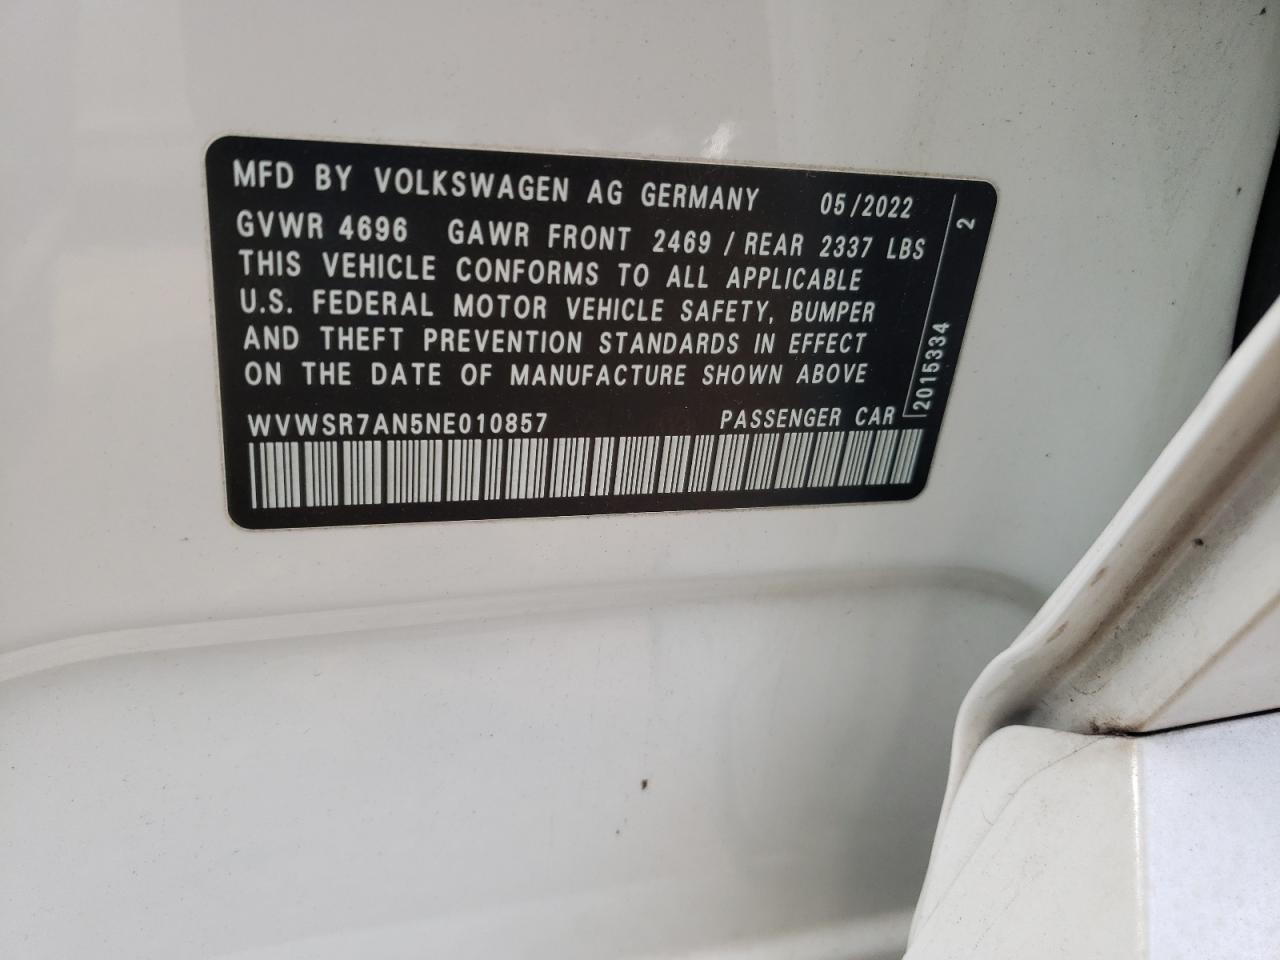 MFD BY VOLKSWAGEN AG GERMANY 05/2022
GVWR 4696 GAWR FRONT 2469 / REAR 2337 LBS
THIS VEHICLE CONFORMS TO ALL APPLICABLE
U.S. FEDERAL MOTOR VEHICLE SAFETY, BUMPER
AND THEFT PREVENTION STANDARDS IN EFFECT
ON THE DATE OF MANUFACTURE SHOWN ABOVE
WVWSR7AN5NE010857 PASSENGER CAR
2015334 2